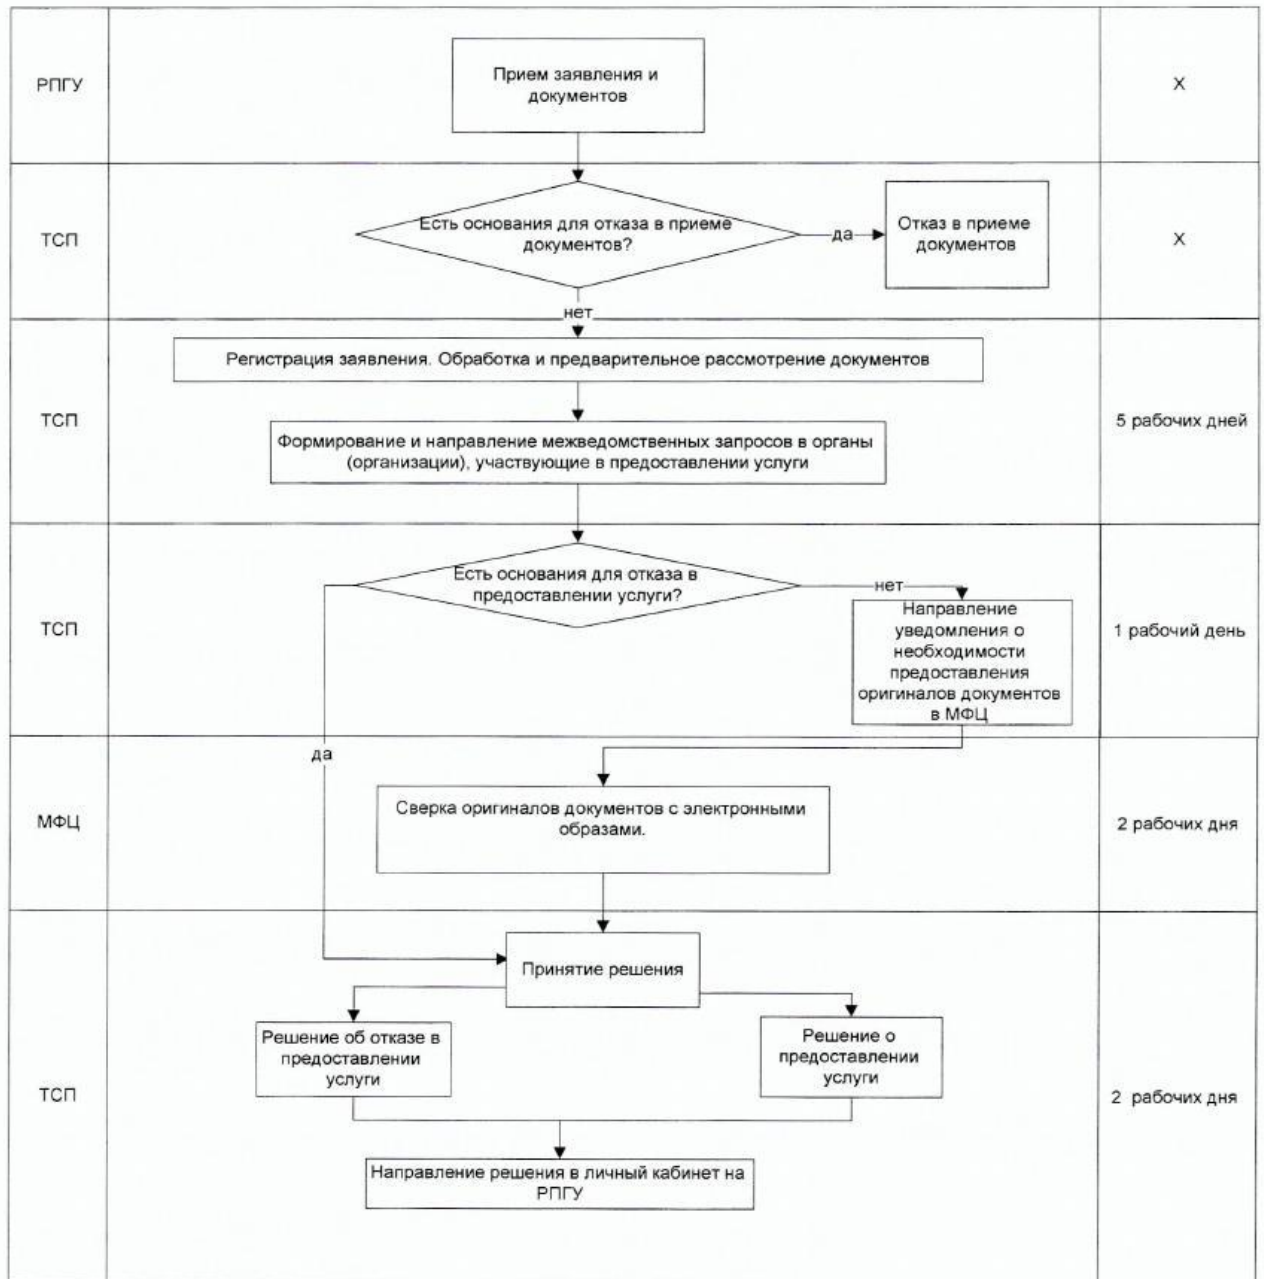 РПГУ
Прием заявления и
документов
X
ТСП
Есть основания для отказа в приеме
документов?
да
Отказ в приеме
документов
X
нет
ТСП
Регистрация заявления. Обработка и предварительное рассмотрение документов
Формирование и направление межведомственных запросов в органы
(организации), участвующие в предоставлении услуги
5 рабочих дней
ТСП
Есть основания для отказа в
предоставлении услуги?
нет
Направление
уведомления о
необходимости
предоставления
оригиналов документов
в МФЦ
1 рабочий день
да
МФЦ
Сверка оригиналов документов с электронными
образами.
2 рабочих дня
ТСП
Принятие решения
Решение об отказе в
предоставлении
услуги
Решение о
предоставлении
услуги
2 рабочих дня
Направление решения в личный кабинет на
РПГУ